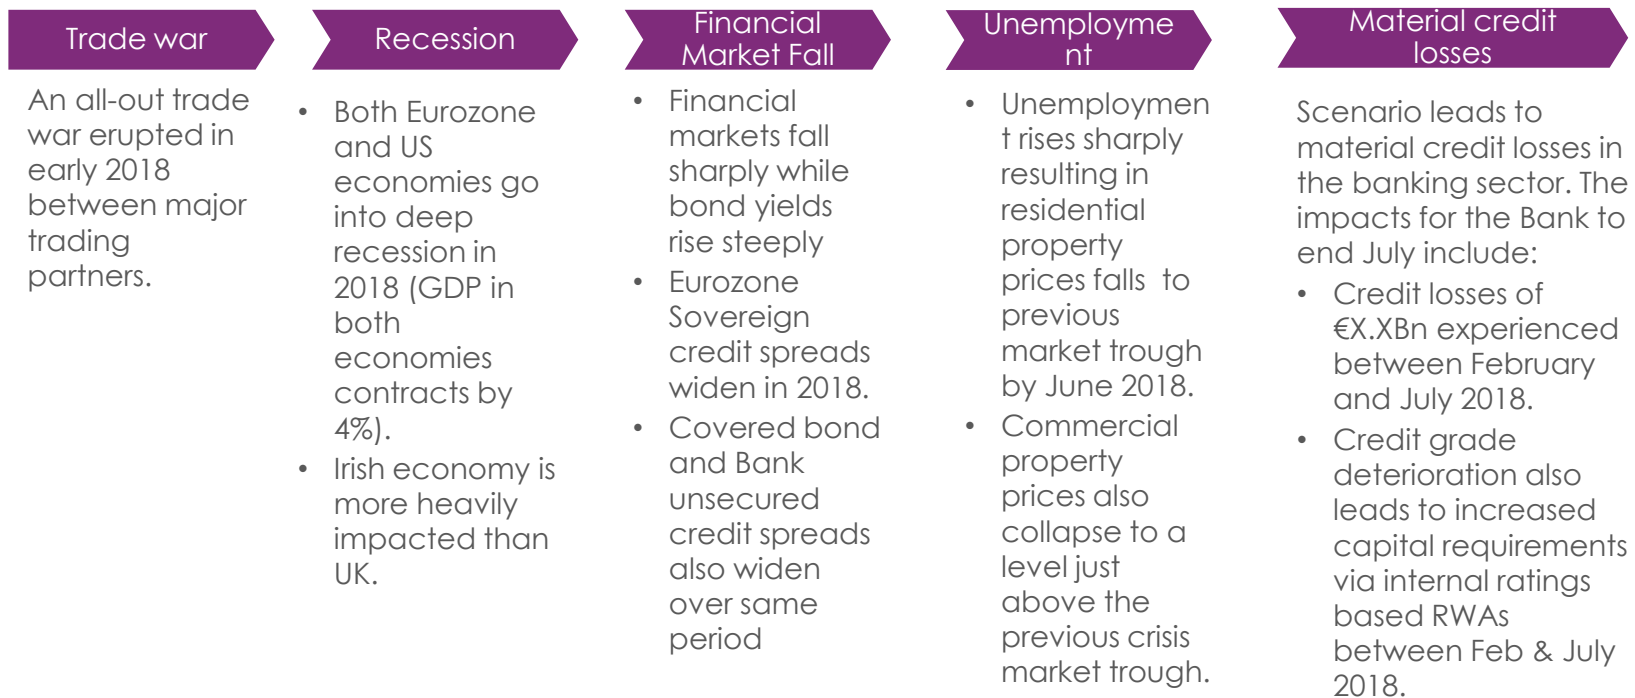 Trade war
An all-out trade
war erupted in
early 2018
between major
trading
partners.
Recession
• Both Eurozone
and US
economies go
into deep
recession in
2018 (GDP in
both
economies
contracts by
4%).
• Irish economy is
more heavily
impacted than
UK.
Financial
Market Fall
• Financial
markets fall
sharply while
bond yields
rise steeply
• Eurozone
Sovereign
credit spreads
widen in 2018.
• Covered bond
and Bank
unsecured
credit spreads
also widen
over same
period
Unemployme
nt
• Unemploymen
t rises sharply
resulting in
residential
property
prices falls to
previous
market trough
by June 2018.
• Commercial
property
prices also
collapse to a
level just
above the
previous crisis
market trough.
Material credit
losses
Scenario leads to
material credit losses in
the banking sector. The
impacts for the Bank to
end July include:
• Credit losses of
€X.XBn experienced
between February
and July 2018.
• Credit grade
deterioration also
leads to increased
capital requirements
via internal ratings
based RWAs
between Feb & July
2018.